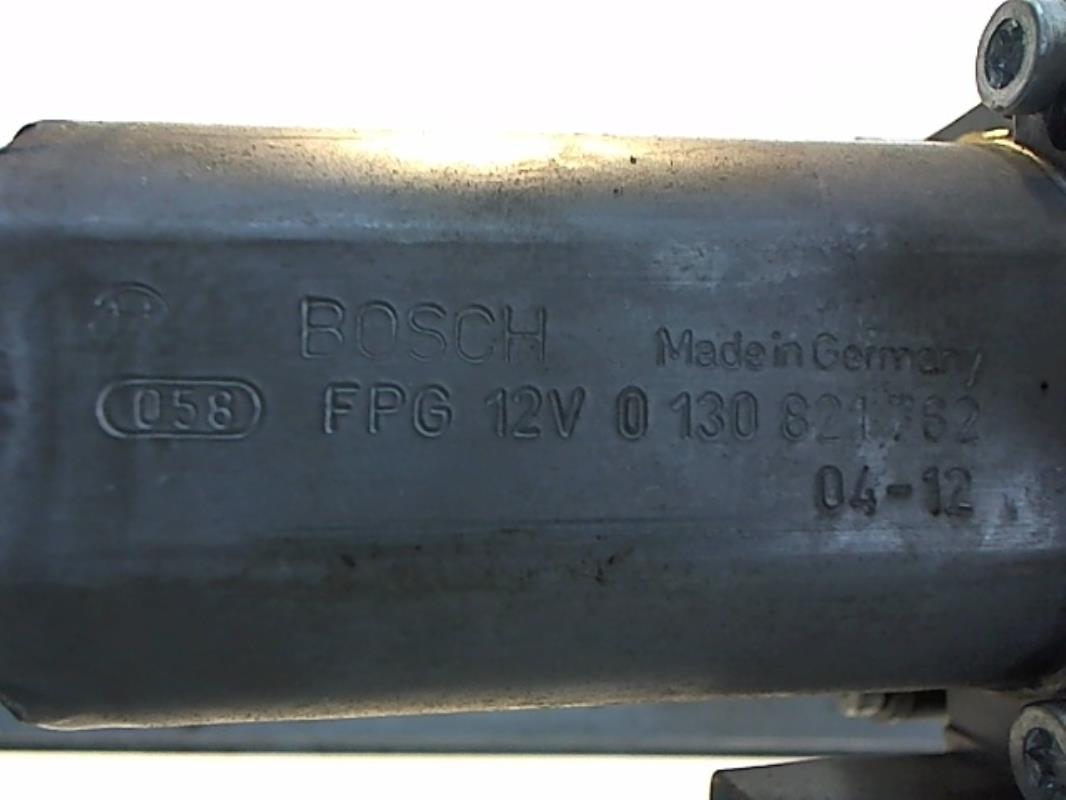 BOSCH Made in Germany
058 FPG 12V 0 130 821 762
04-12